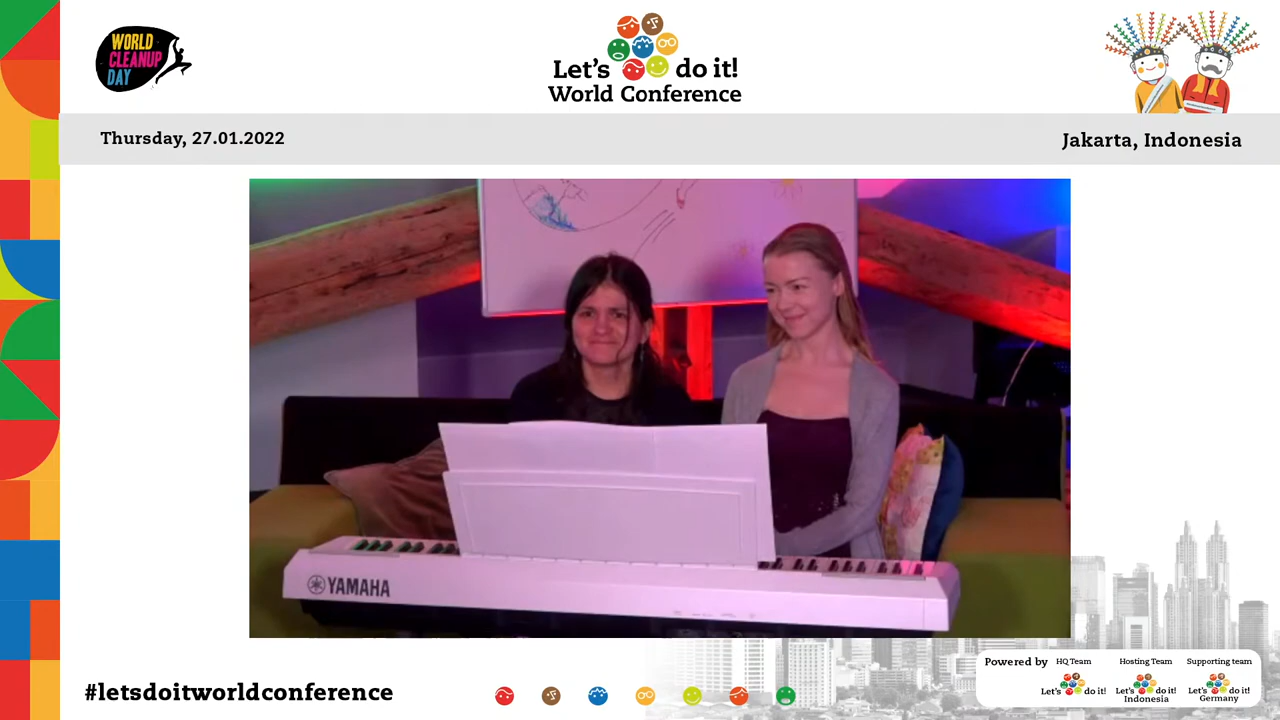 WORLD
CLEANUP
DAY
Let's do it!
World Conference
Thursday, 27.01.2022
Jakarta, Indonesia
YAMAHA
#letsdoitworldconference
Powered by
HQ Team
Hosting Team
Supporting team
Let's do it!
Let's do it!
Indonesia
Let's do it!
Germany